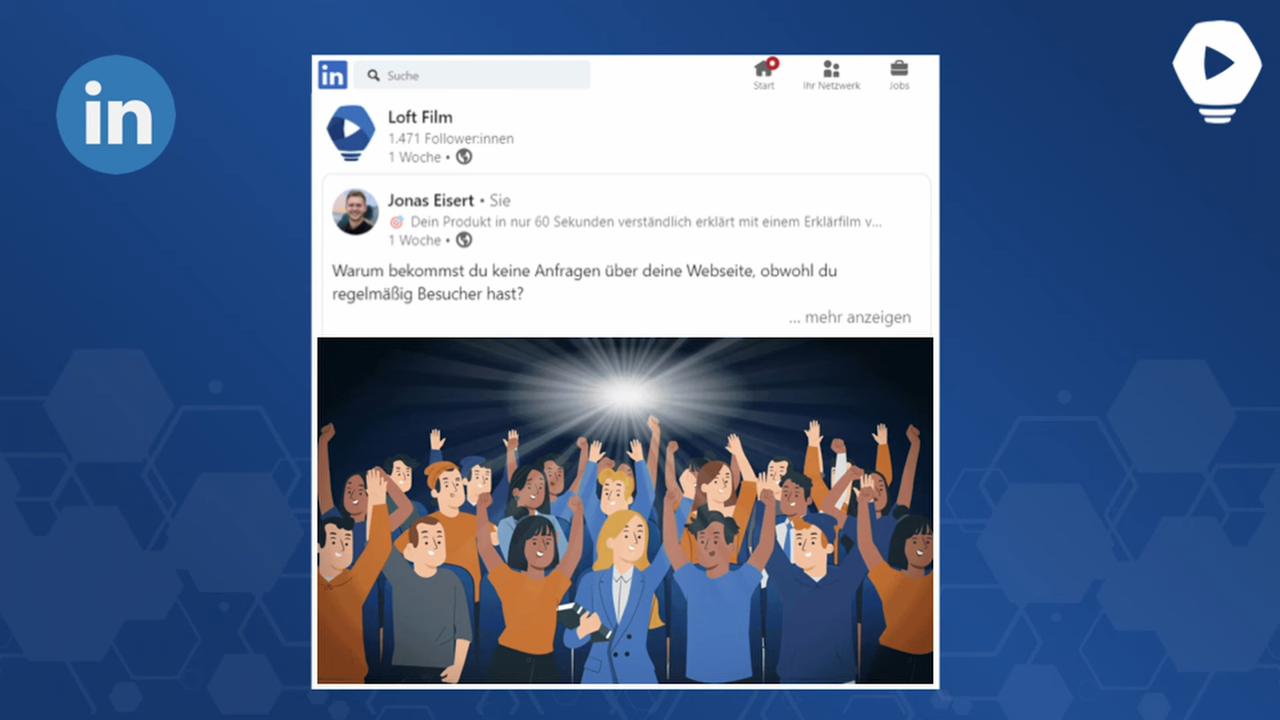 in
in
Suche
Start
Ihr Netzwerk
Jobs
Loft Film
1.471 Follower:innen
1 Woche •
Jonas Eisert • Sie
🎯 Dein Produkt in nur 60 Sekunden verständlich erklärt mit einem Erklärfilm v...
1 Woche •
Warum bekommst du keine Anfragen über deine Webseite, obwohl du
regelmäßig Besucher hast?
... mehr anzeigen